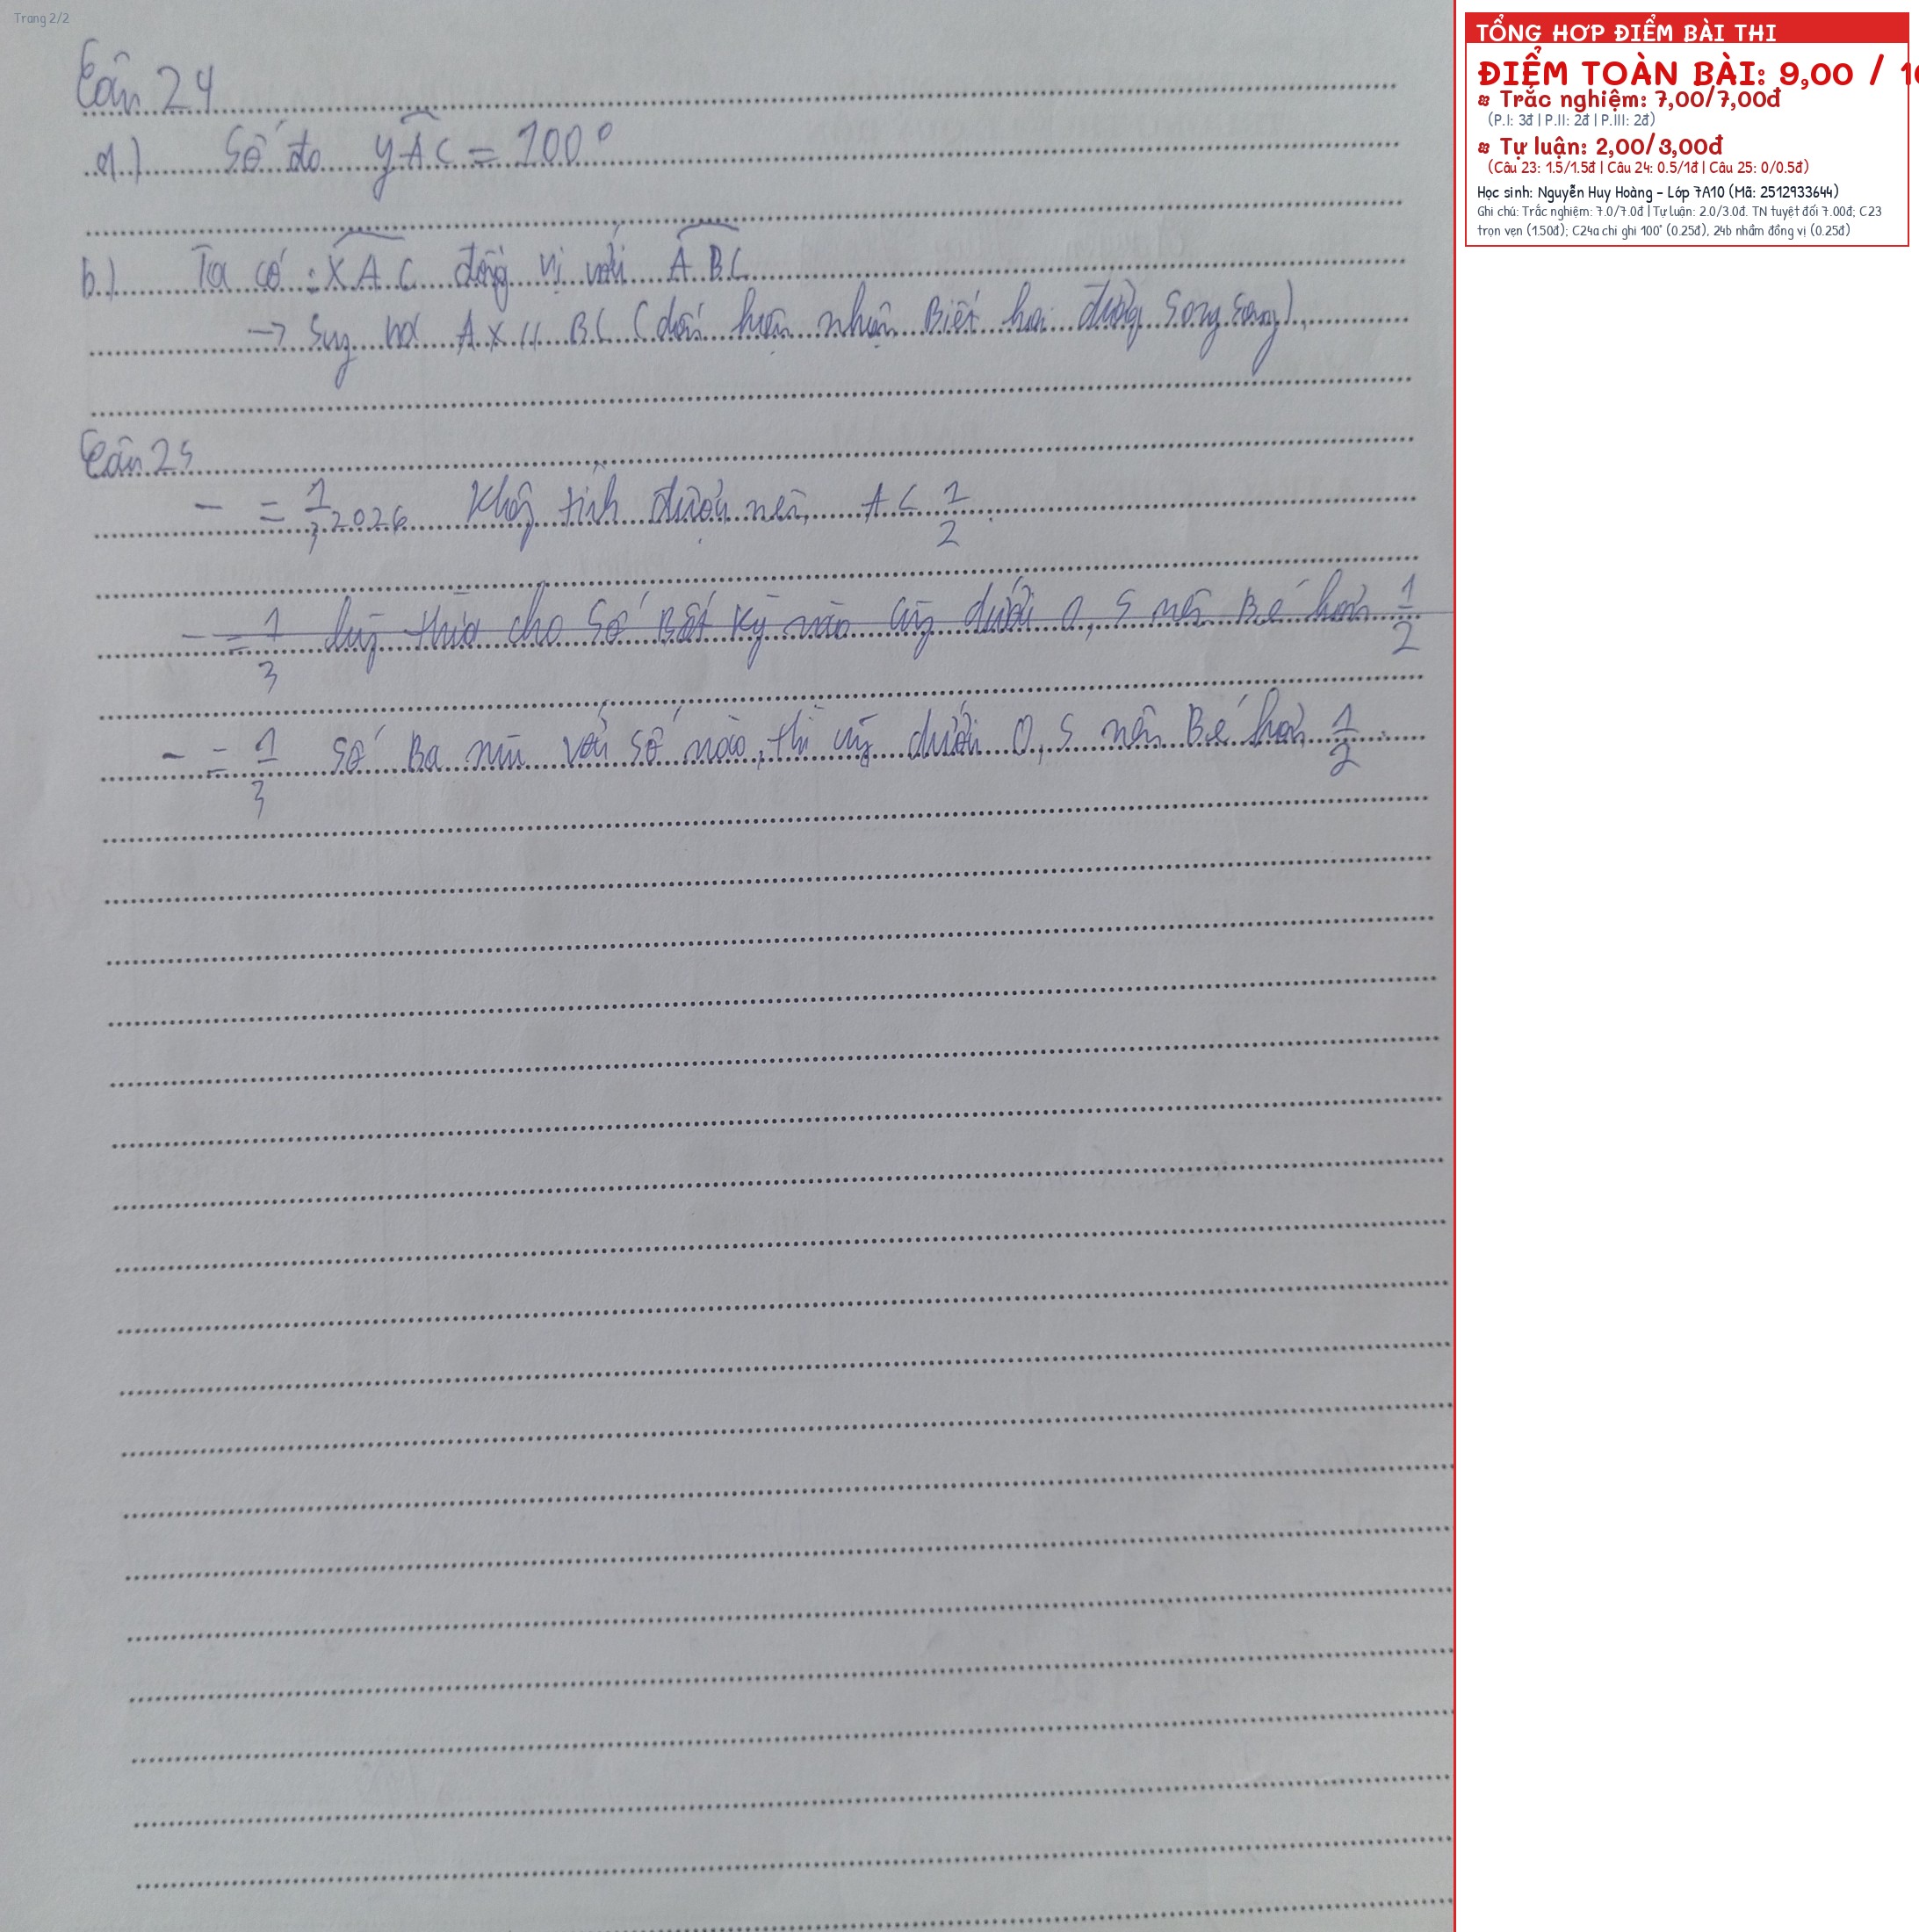 Trang 2/2
Câu 24
a.) Số đo yAC = 100°
b.) Ta có : xAC đồng vị với ABC
→ Suy ra Ax // BC (dấu hiệu nhận Biết hai đường song song).
Câu 25
- = 1/3^2026 Không tính được nên A < 1/2.
- = 1/3 lũy thừa cho số Bất kỳ nào cũng dưới 0,5 nên Bé hơn 1/2
- = 1/3 số Ba mũ với số nào, thì cũng dưới 0,5 nên Bé hơn 1/2.
TỔNG HỢP ĐIỂM BÀI THI
ĐIỂM TOÀN BÀI: 9,00 / 10
Trắc nghiệm: 7,00/7,00đ
(P.I: 3đ | P.II: 2đ | P.III: 2đ)
Tự luận: 2,00/3,00đ
(Câu 23: 1.5/1.5đ | Câu 24: 0.5/1đ | Câu 25: 0/0.5đ)
Học sinh: Nguyễn Huy Hoàng - Lớp 7A10 (Mã: 2512933644)
Ghi chú: Trắc nghiệm: 7.0/7.0đ | Tự luận: 2.0/3.0đ. TN tuyệt đối 7.00đ; C23
trọn vẹn (1.50đ); C24a chỉ ghi 100° (0.25đ), 24b nhầm đồng vị (0.25đ)